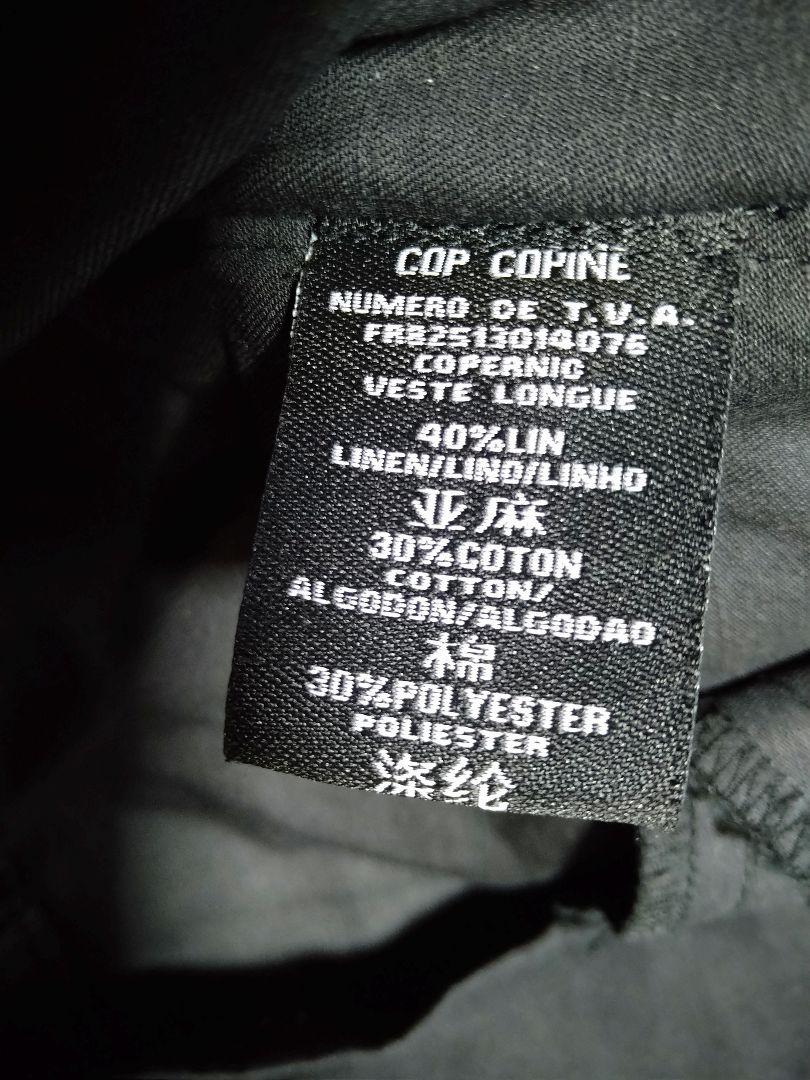 COP COPINE
NUMERO DE T.V.A.
FR82513014076
COPERNIC
VESTE LONGUE
40%LIN
LINEN/LINO/LINHO
亚麻
30%COTON
COTTON/
ALGODON/ALGODAO
棉
30%POLYESTER
POLIESTER
涤纶